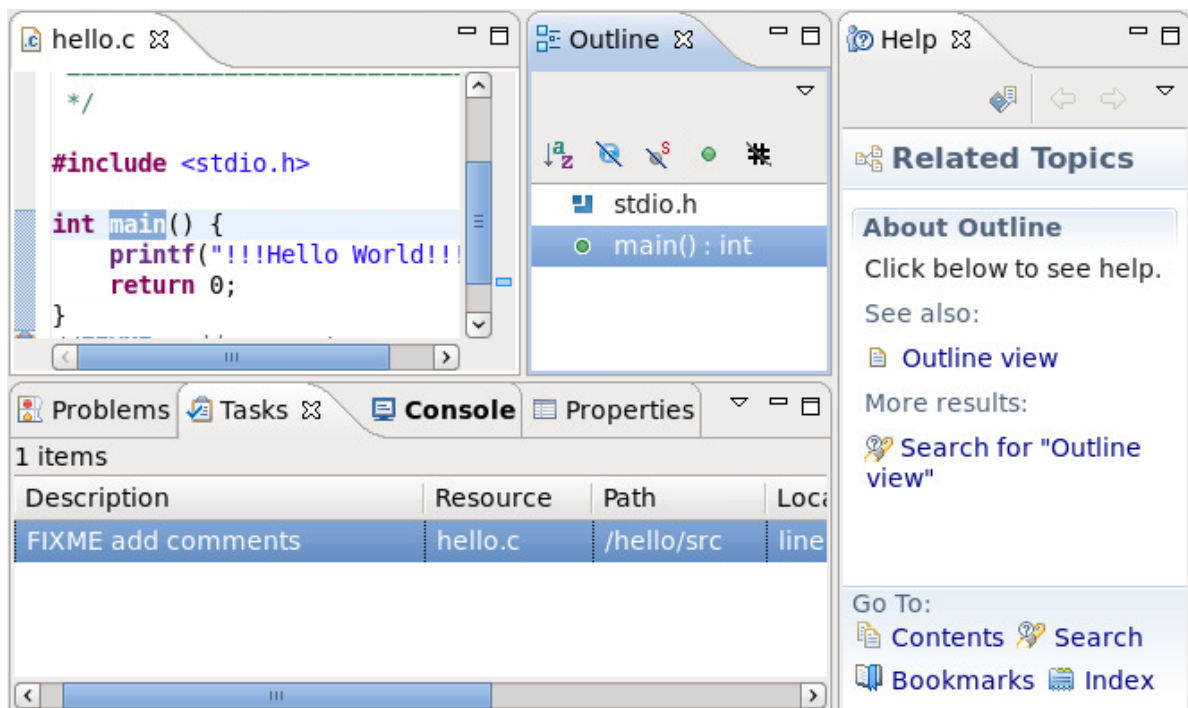 hello.c
*/
#include <stdio.h>
int main() {
printf("!!!Hello World!!!
return 0;
}
Outline
stdio.h
main() : int
Problems
Tasks
Console
Properties
1 items
Description Resource Path Loca
FIXME add comments hello.c /hello/src line
Help
Related Topics
About Outline
Click below to see help.
See also:
Outline view
More results:
Search for "Outline
view"
Go To:
Contents Search
Bookmarks Index